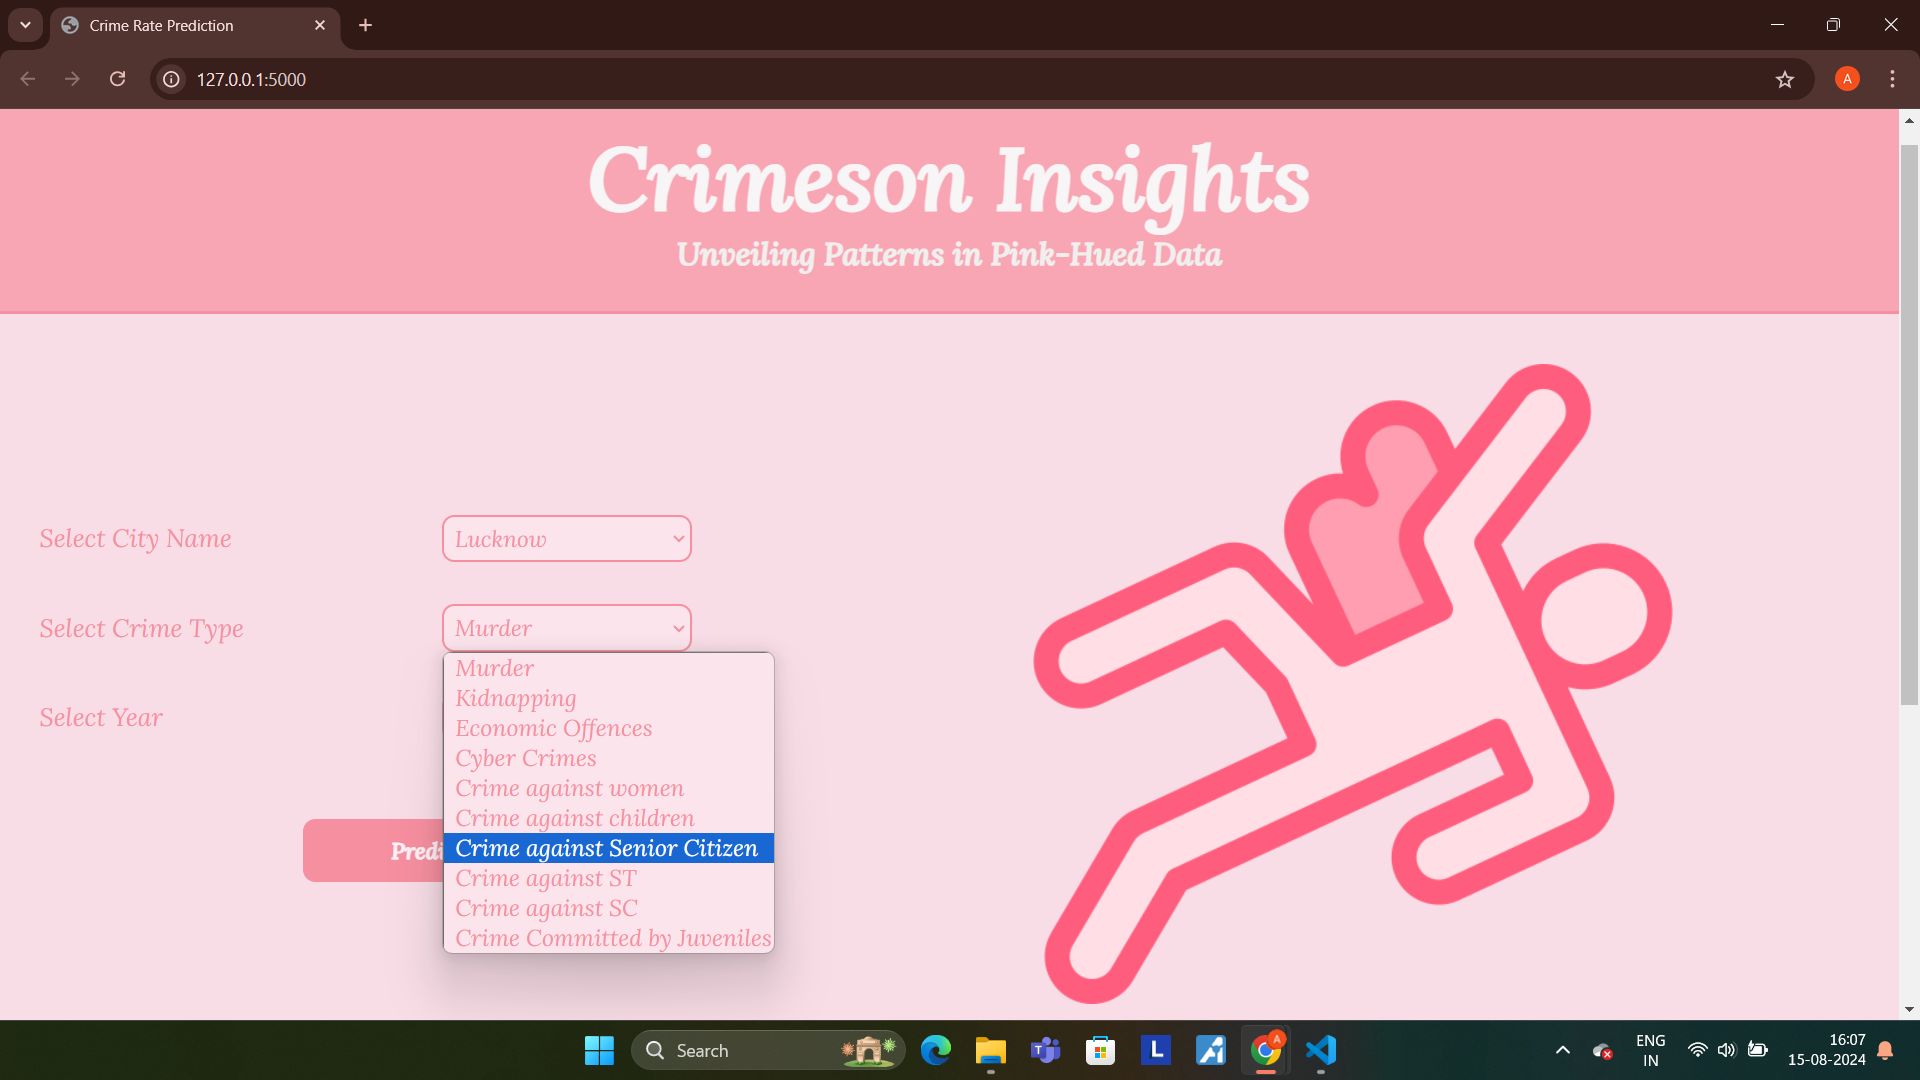 Crime Rate Prediction
127.0.0.1:5000
A
Crimeson Insights
Unveiling Patterns in Pink-Hued Data
Select City Name
Lucknow
Select Crime Type
Murder
Murder
Kidnapping
Economic Offences
Cyber Crimes
Crime against women
Crime against children
Crime against Senior Citizen
Crime against ST
Crime against SC
Crime Committed by Juveniles
Select Year
Predi
Search
T
L
A
ENG
IN
16:07
15-08-2024